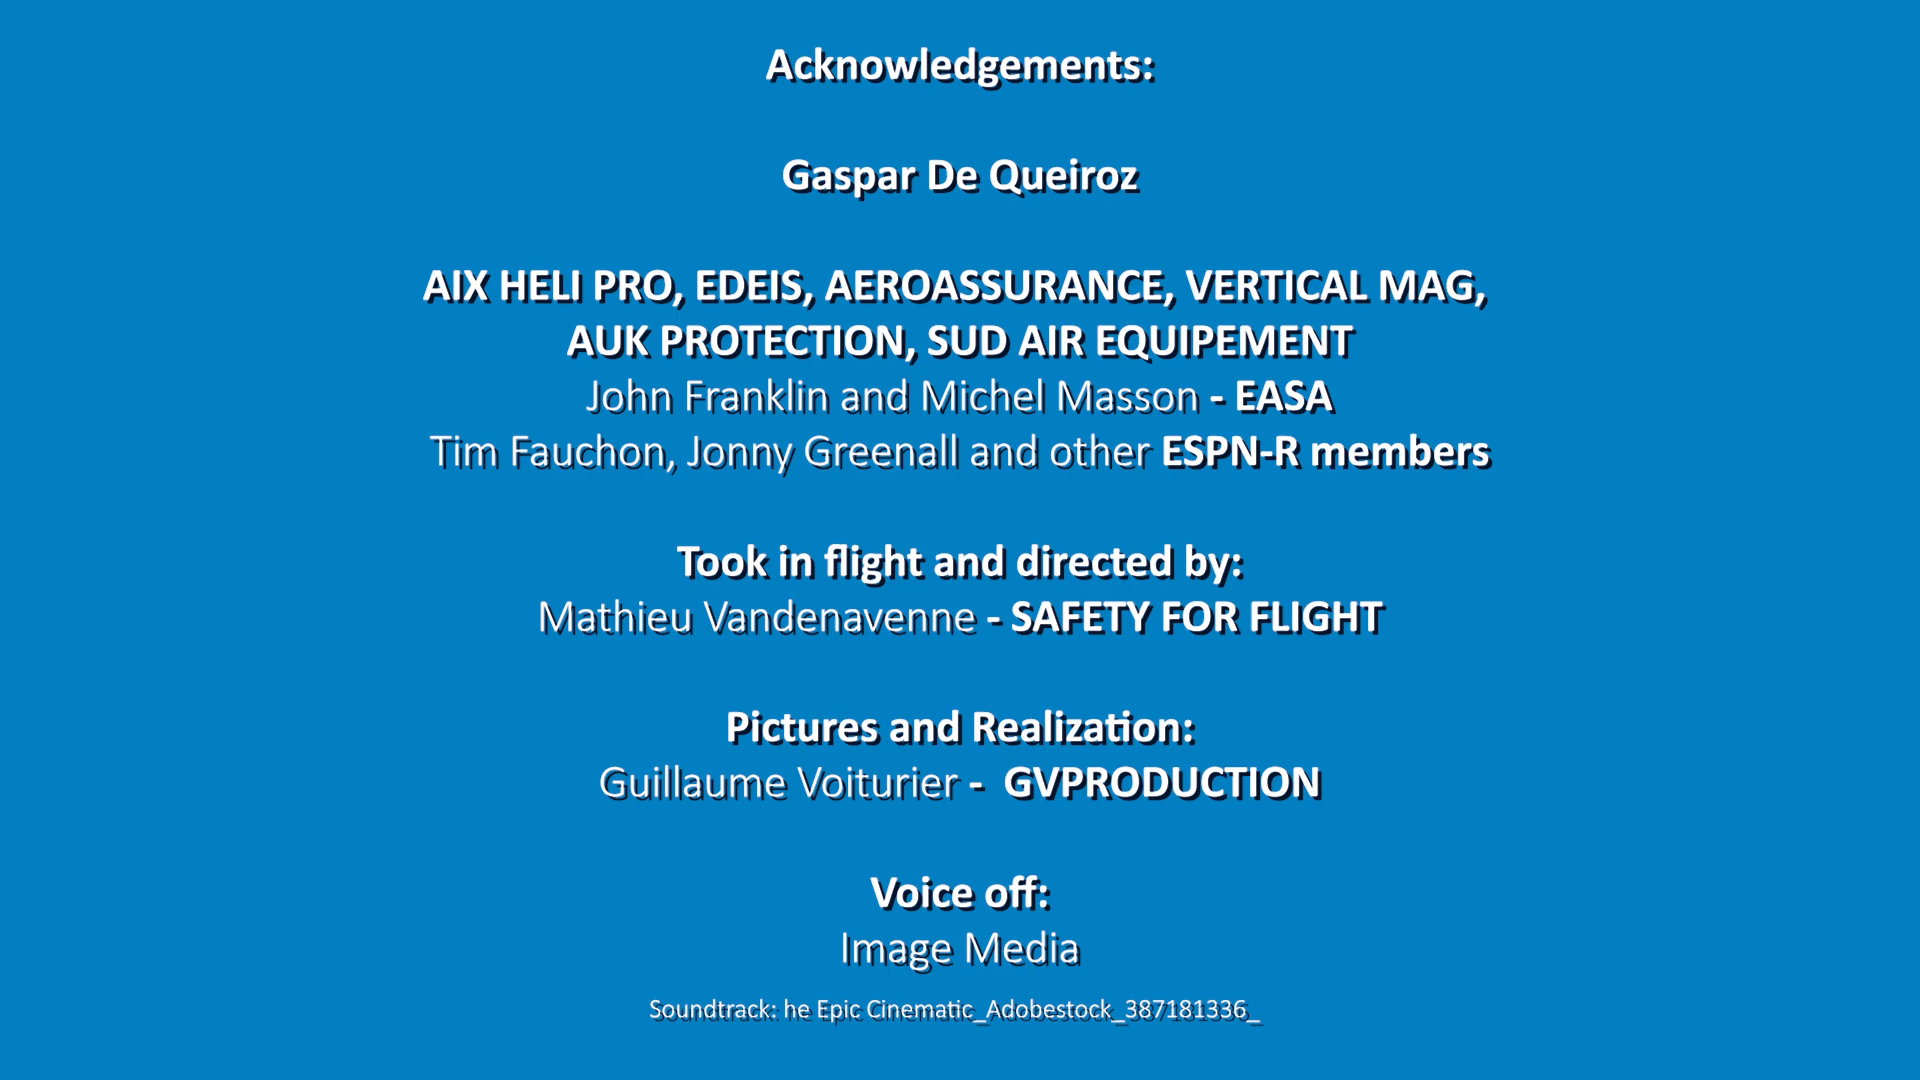 Acknowledgements:
Gaspar De Queiroz
AIX HELI PRO, EDEIS, AEROASSURANCE, VERTICAL MAG,
AUK PROTECTION, SUD AIR EQUIPEMENT
John Franklin and Michel Masson - EASA
Tim Fauchon, Jonny Greenall and other ESPN-R members
Took in flight and directed by:
Mathieu Vandenavenne - SAFETY FOR FLIGHT
Pictures and Realization:
Guillaume Voiturier - GVPRODUCTION
Voice off:
Image Media
Soundtrack: he Epic Cinematic_Adobestock_387181336_